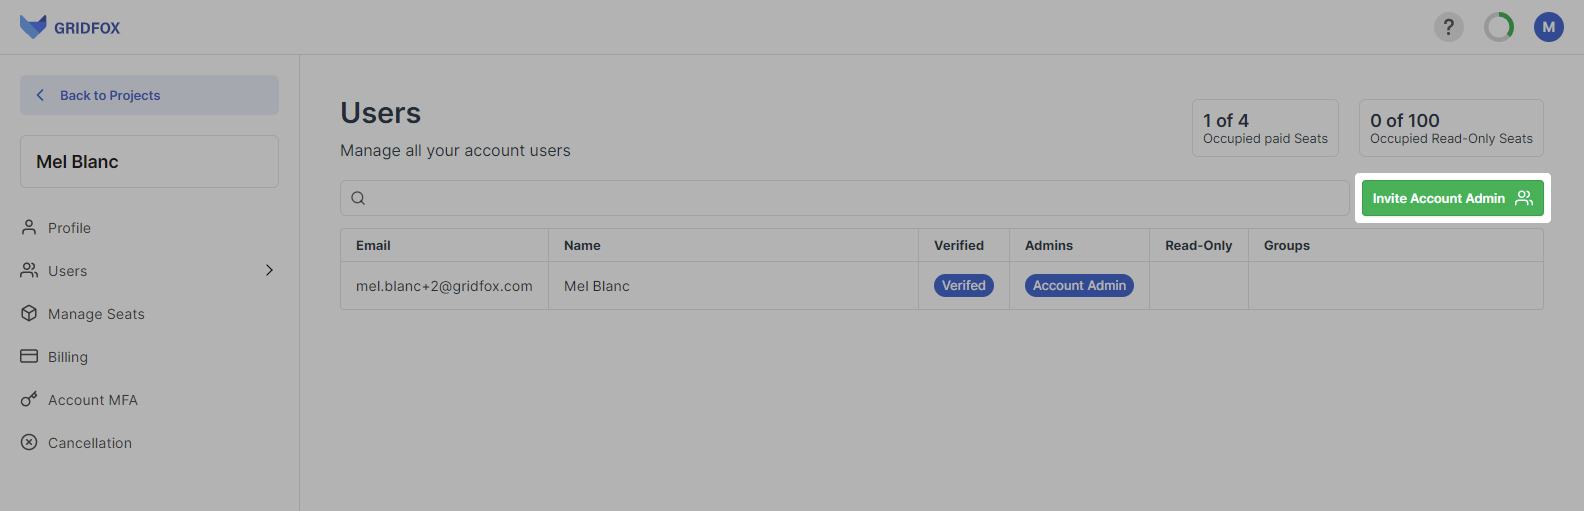 GRIDFOX
?
M
Back to Projects
Mel Blanc
Profile
Users
Manage Seats
Billing
Account MFA
Cancellation
Users
Manage all your account users
1 of 4
Occupied paid Seats
0 of 100
Occupied Read-Only Seats
Invite Account Admin
Email Name Verified Admins Read-Only Groups
mel.blanc+2@gridfox.com Mel Blanc Verifed Account Admin